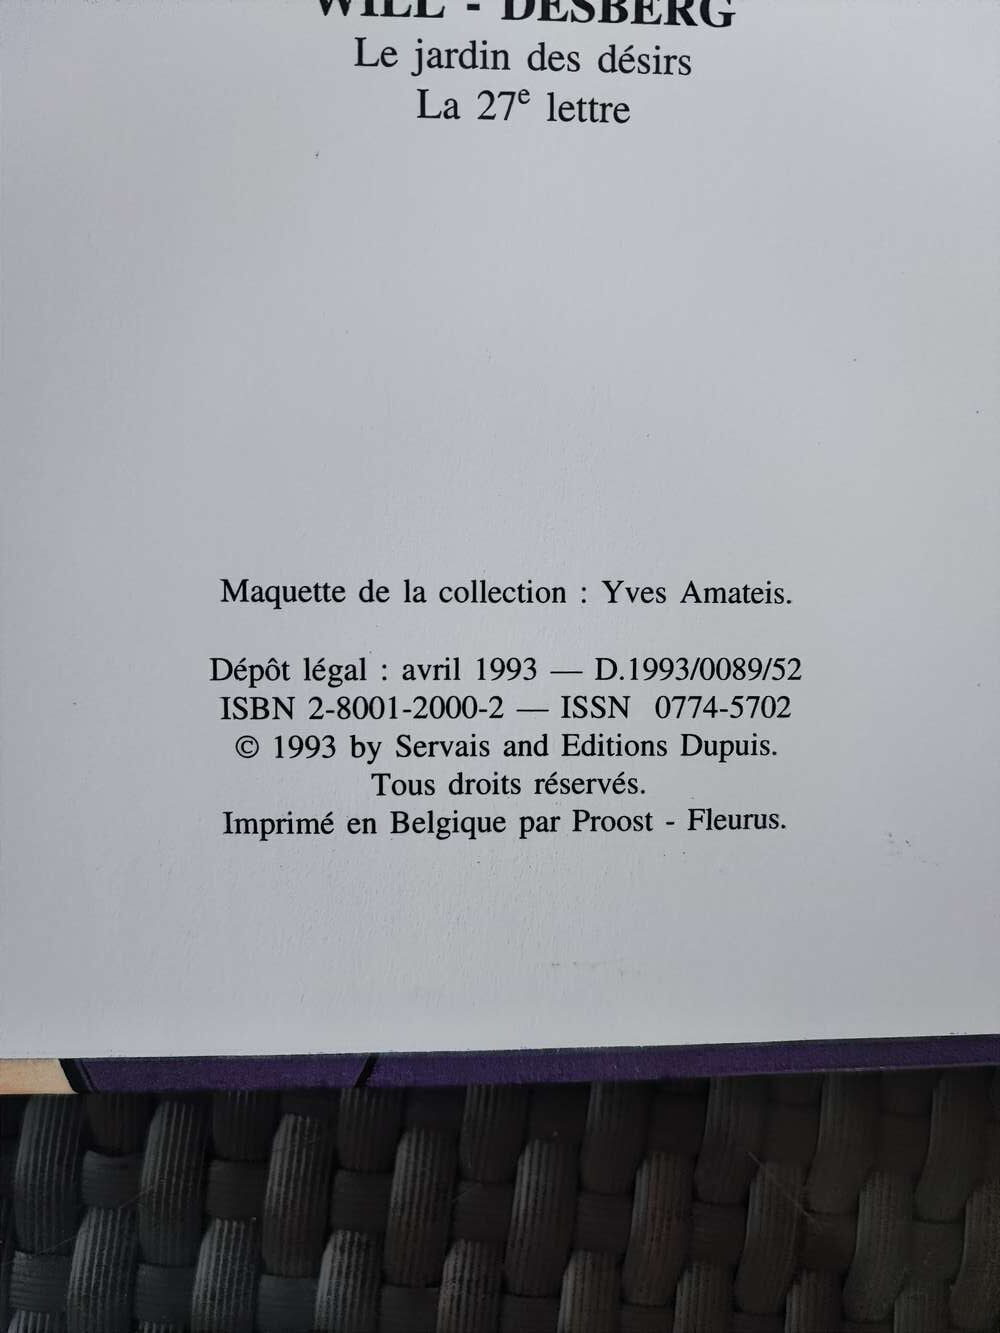 WILL - DESBERG
Le jardin des désirs
La 27e lettre
Maquette de la collection : Yves Amateis.
Dépôt légal : avril 1993 — D.1993/0089/52
ISBN 2-8001-2000-2 — ISSN 0774-5702
© 1993 by Servais and Editions Dupuis.
Tous droits réservés.
Imprimé en Belgique par Proost - Fleurus.